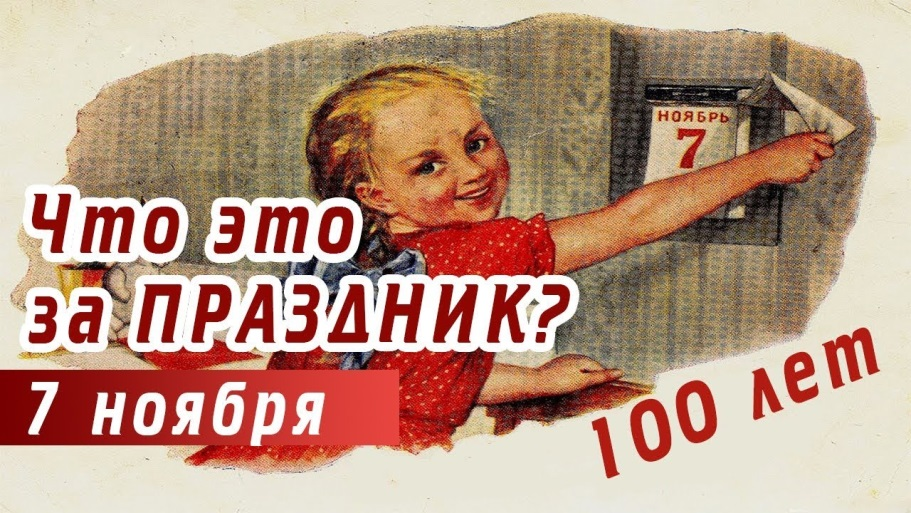 НОЯБРЬ
7
Что это
за ПРАЗДНИК?
7 ноября
100 лет